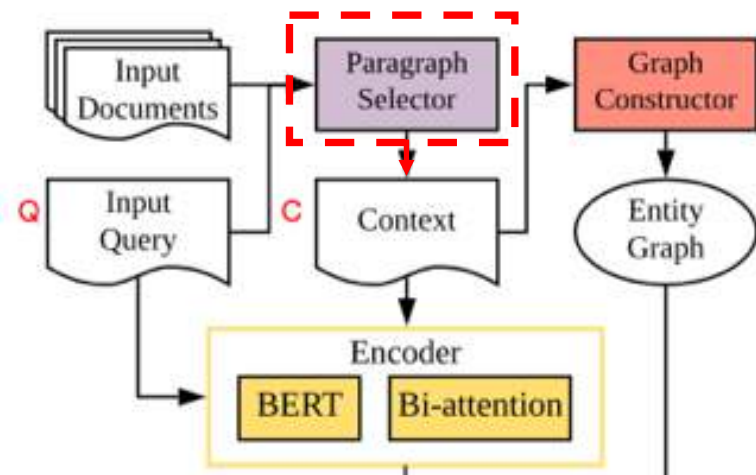 Input
Documents
Paragraph
Selector
Graph
Constructor
Q
Input
Query
C
Context
Entity
Graph
Encoder
BERT
Bi-attention